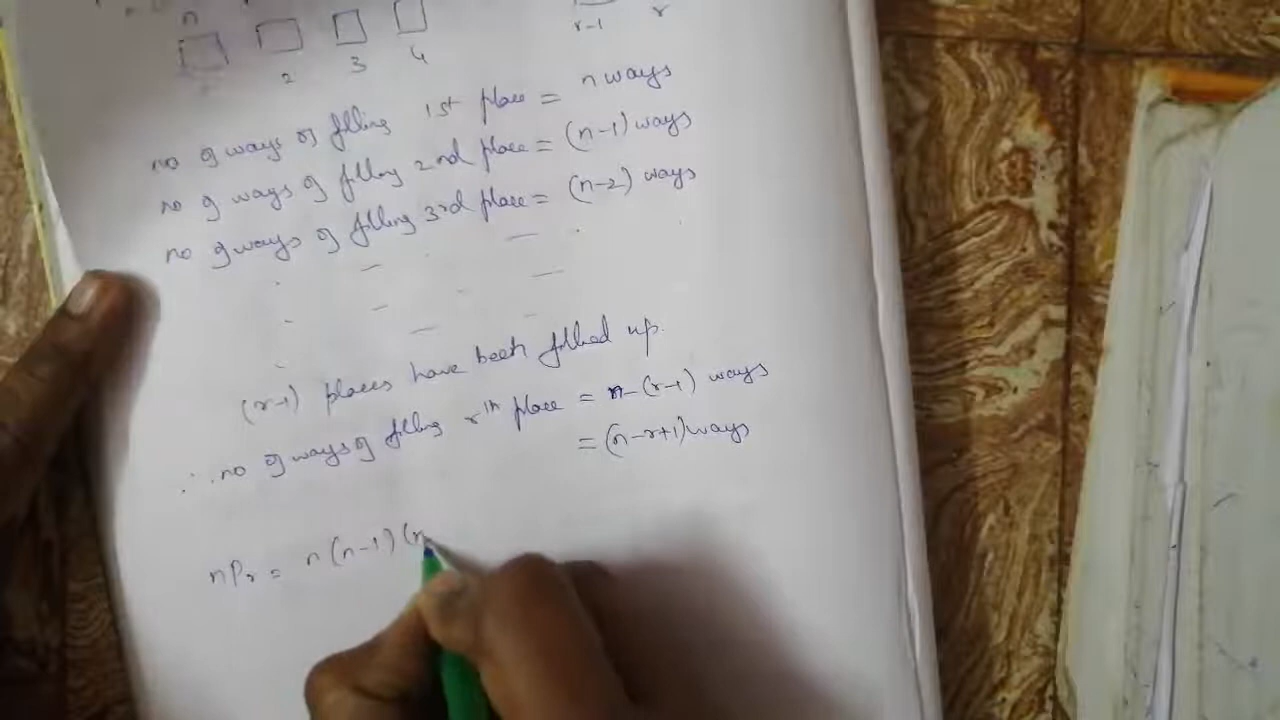 n
2 3 4 r-1 r
no of ways of filling 1st place = n ways
no of ways of filling 2nd place = (n-1) ways
no of ways of filling 3rd place = (n-2) ways
(r-1) places have been filled up.
∴ no of ways of filling rth place = n-(r-1) ways
= (n-r+1) ways
nPr = n(n-1)(n